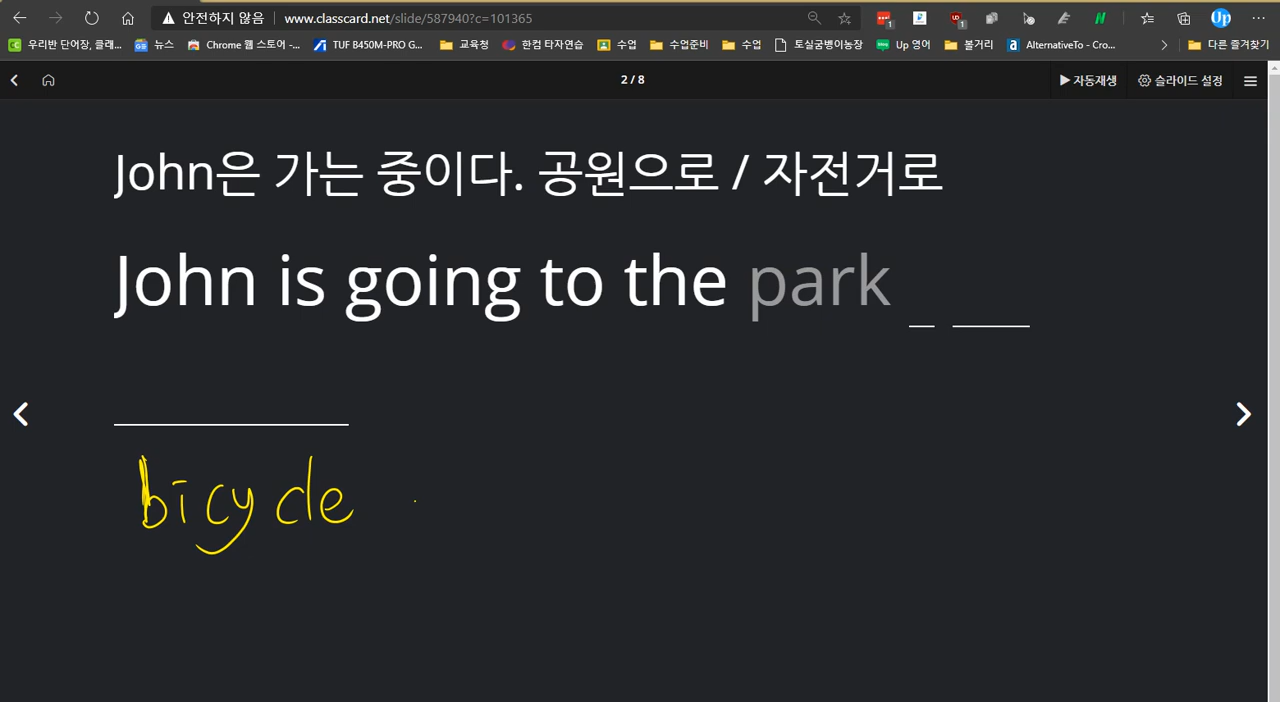 안전하지 않음 www.classcard.net/slide/587940?c=101365
우리반 단어장, 클래... 뉴스 Chrome 웹 스토어 -... TUF B450M-PRO G... 교육청 한컴 타자연습 수업 수업준비 수업 토실굼벵이농장 Up 영어 볼거리 AlternativeTo - Cro... 다른 즐겨찾기
2 / 8 자동재생 슬라이드 설정
John은 가는 중이다. 공원으로 / 자전거로
John is going to the park
bicycle